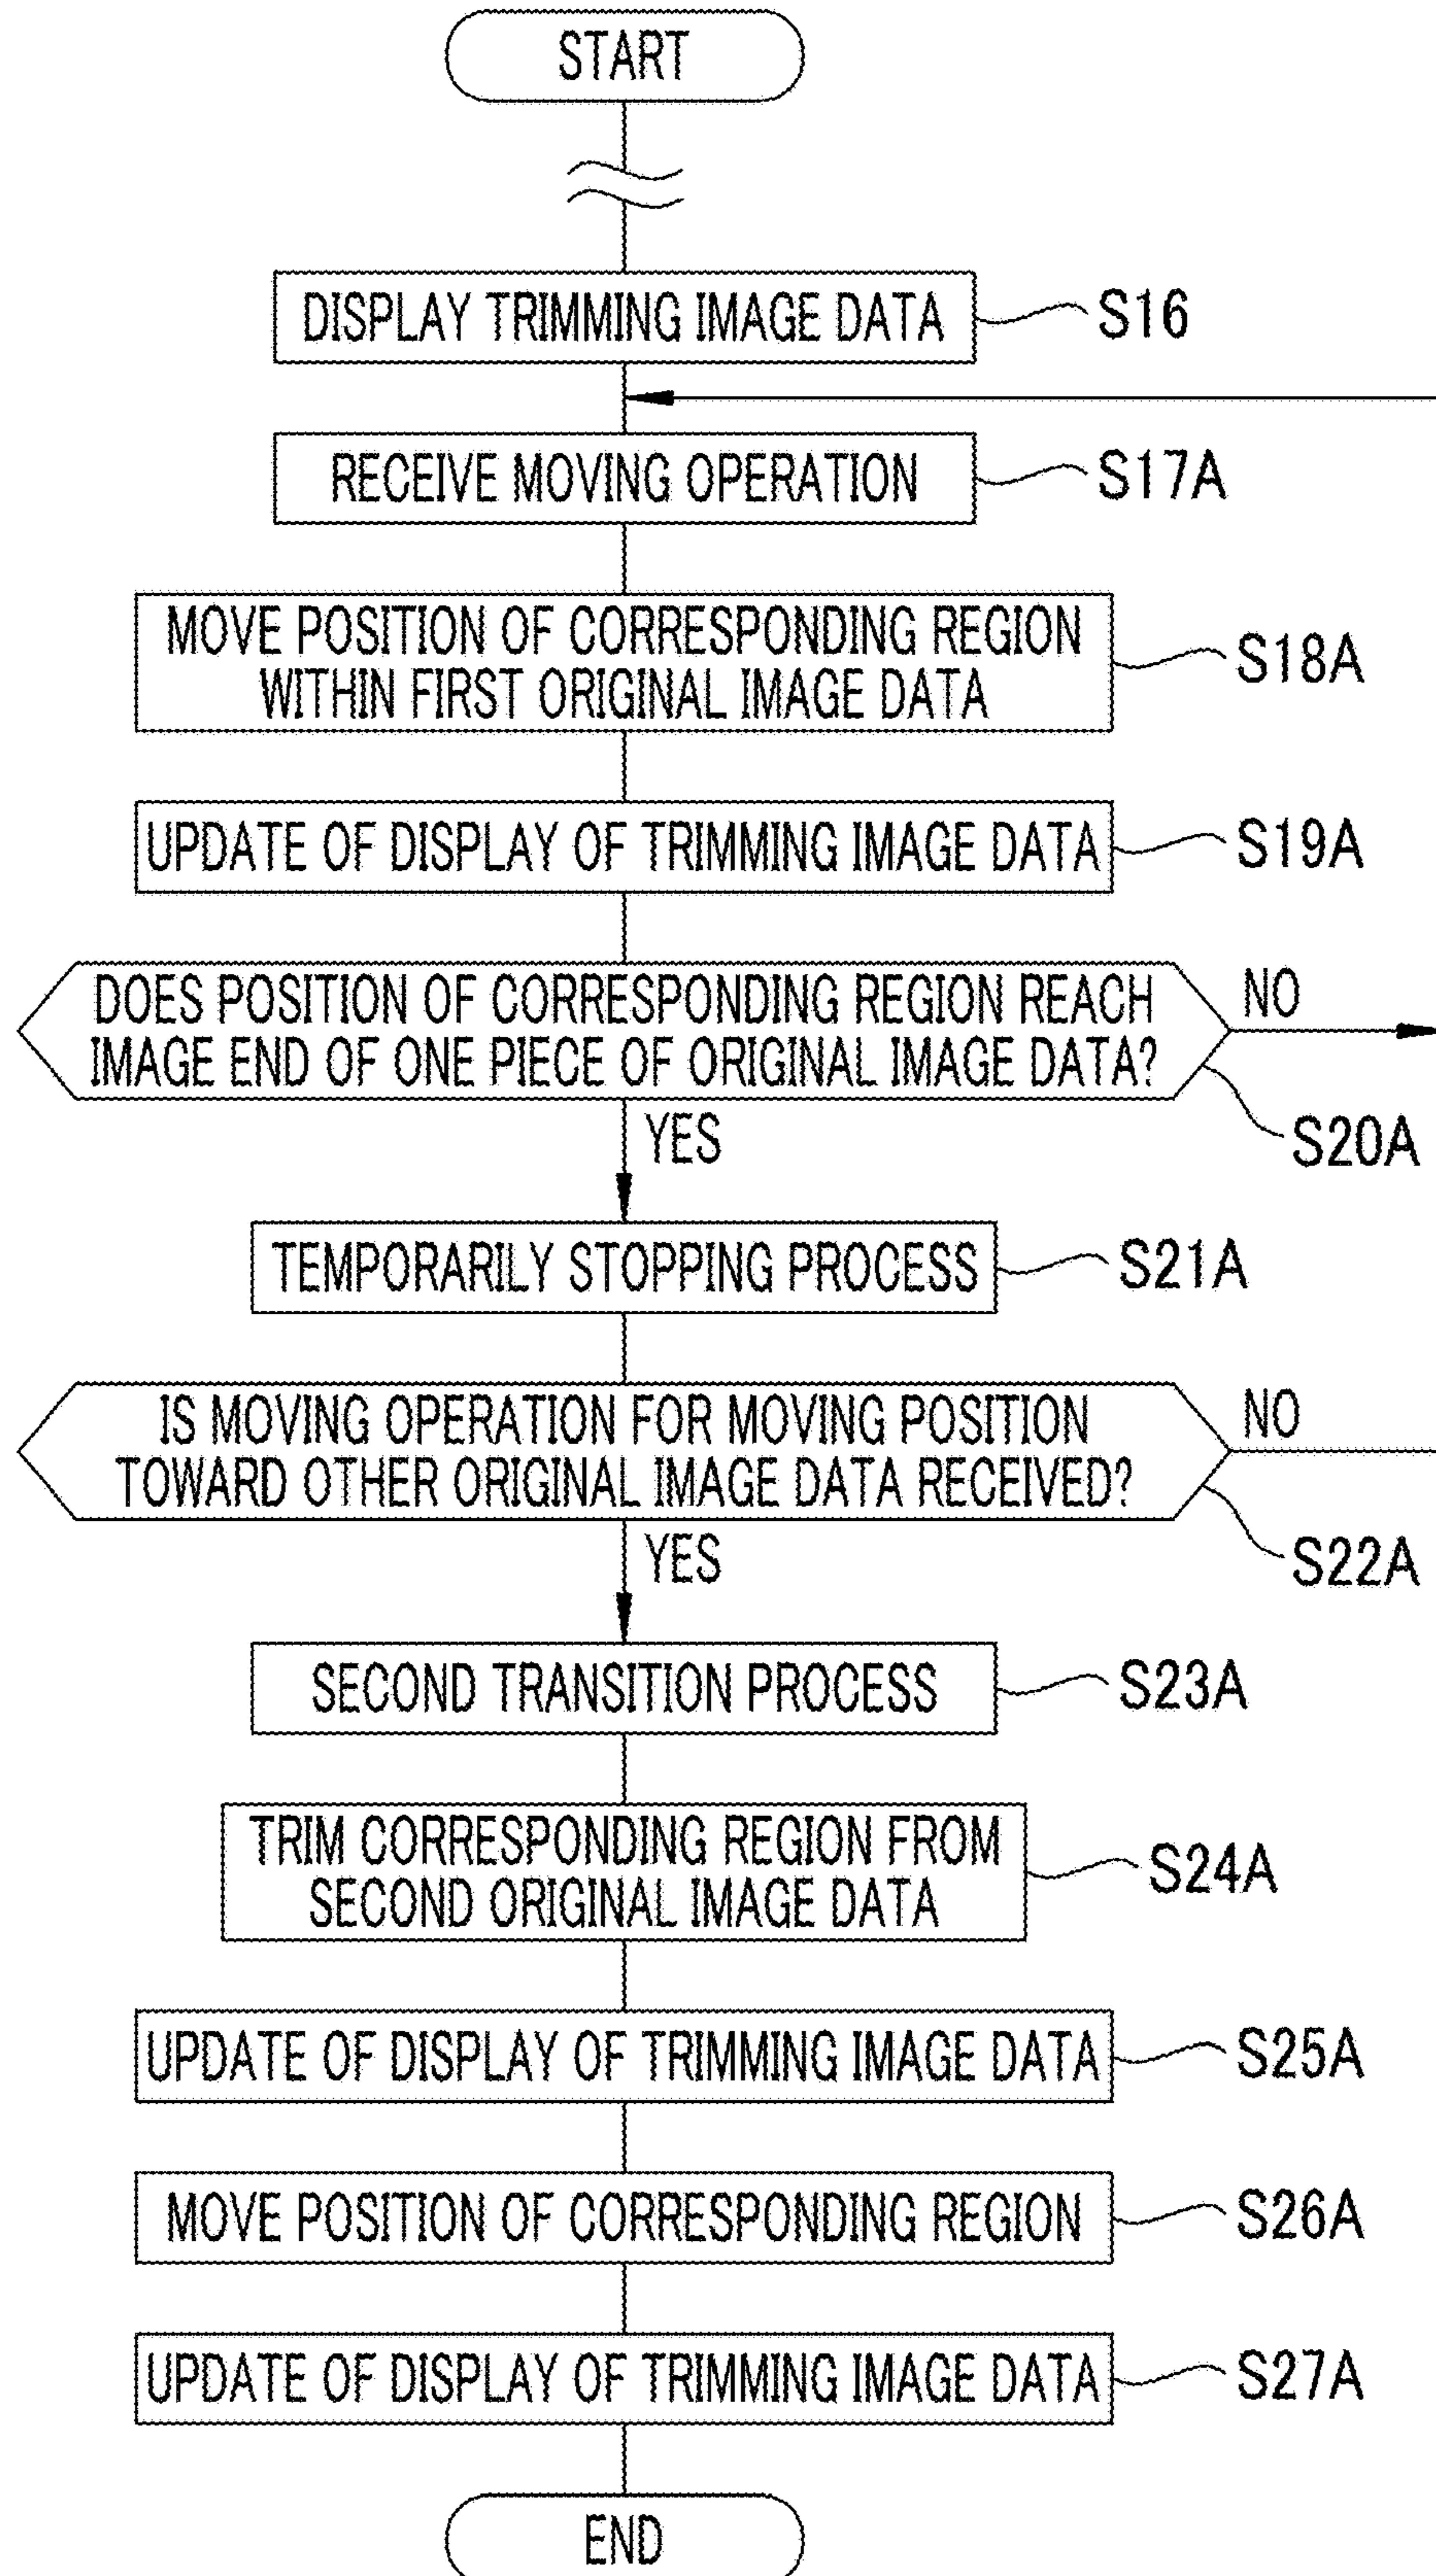 START
DISPLAY TRIMMING IMAGE DATA
S16
RECEIVE MOVING OPERATION
S17A
MOVE POSITION OF CORRESPONDING REGION
WITHIN FIRST ORIGINAL IMAGE DATA
S18A
UPDATE OF DISPLAY OF TRIMMING IMAGE DATA
S19A
DOES POSITION OF CORRESPONDING REGION REACH
IMAGE END OF ONE PIECE OF ORIGINAL IMAGE DATA?
NO
S20A
YES
TEMPORARILY STOPPING PROCESS
S21A
IS MOVING OPERATION FOR MOVING POSITION
TOWARD OTHER ORIGINAL IMAGE DATA RECEIVED?
NO
S22A
YES
SECOND TRANSITION PROCESS
S23A
TRIM CORRESPONDING REGION FROM
SECOND ORIGINAL IMAGE DATA
S24A
UPDATE OF DISPLAY OF TRIMMING IMAGE DATA
S25A
MOVE POSITION OF CORRESPONDING REGION
S26A
UPDATE OF DISPLAY OF TRIMMING IMAGE DATA
S27A
END